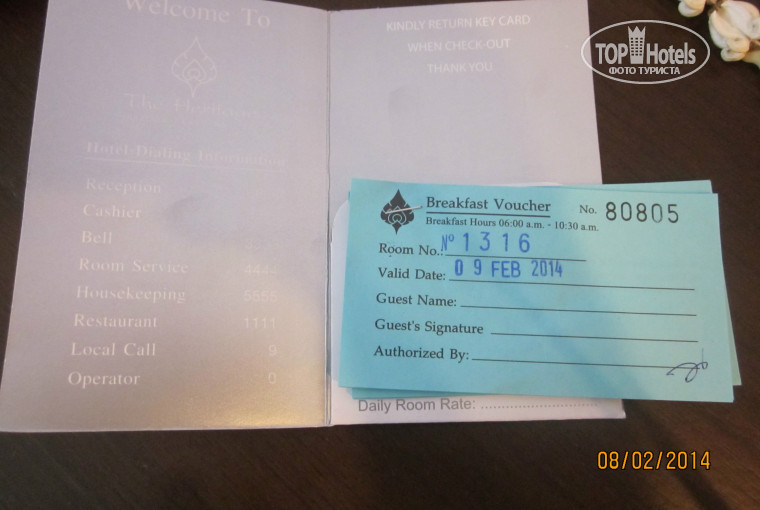 Welcome To
The
Hotel-Dialing Information
Reception
Cashier
Bell
Room Service 4444
Housekeeping 5555
Restaurant 1111
Local Call 9
Operator 0
KINDLY RETURN KEY CARD
WHEN CHECK-OUT
THANK YOU
TOP Hotels
ФОТО ТУРИСТА
Breakfast Voucher No. 80805
Breakfast Hours 06:00 a.m. - 10:30 a.m.
Room No.: Nº 1316
Valid Date: 09 FEB 2014
Guest Name:
Guest's Signature
Authorized By:
Daily Room Rate:
08/02/2014